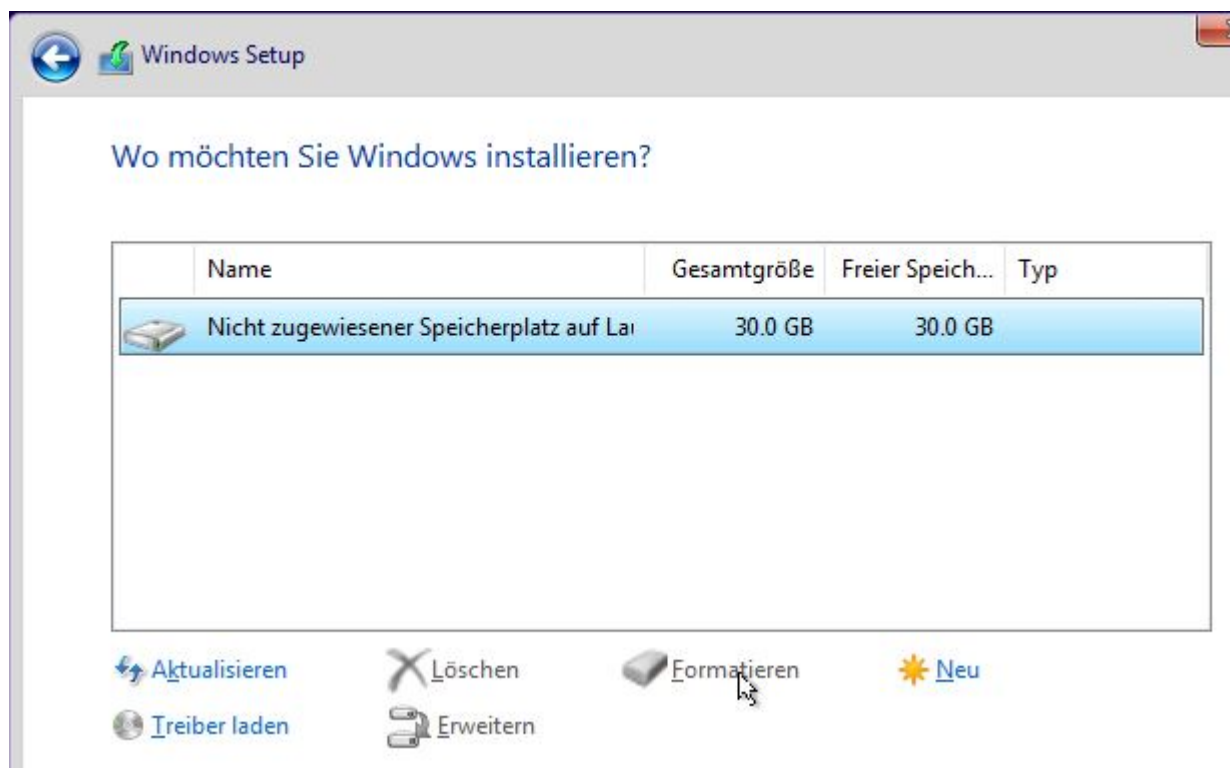 Windows Setup
Wo möchten Sie Windows installieren?
Name Gesamtgröße Freier Speich... Typ
Nicht zugewiesener Speicherplatz auf 30.0 GB 30.0 GB
Aktualisieren Löschen Formatieren Neu
Treiber laden Erweitern